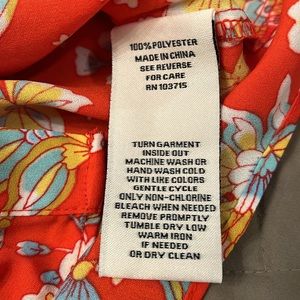 100% POLYESTER
MADE IN CHINA
SEE REVERSE
FOR CARE
RN 103715
TURN GARMENT
INSIDE OUT
MACHINE WASH OR
HAND WASH COLD
WITH LIKE COLORS
GENTLE CYCLE
ONLY NON-CHLORINE
BLEACH WHEN NEEDED
REMOVE PROMPTLY
TUMBLE DRY LOW
WARM IRON
IF NEEDED
OR DRY CLEAN